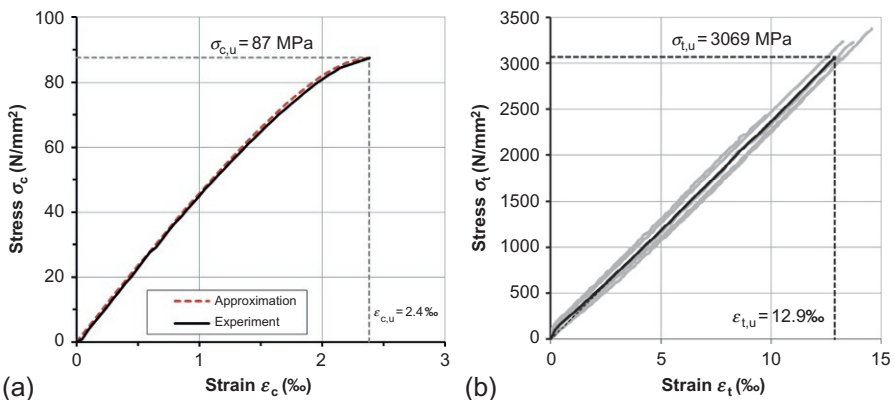 100
80
60
40
20
0
Stress σc (N/mm²)
σc,u = 87 MPa
εc,u = 2.4‰
Approximation
Experiment
0 1 2 3
Strain εc (‰)
(a)
3500
3000
2500
2000
1500
1000
500
0
Stress σt (N/mm²)
σt,u = 3069 MPa
εt,u = 12.9‰
0 5 10 15
Strain εt (‰)
(b)